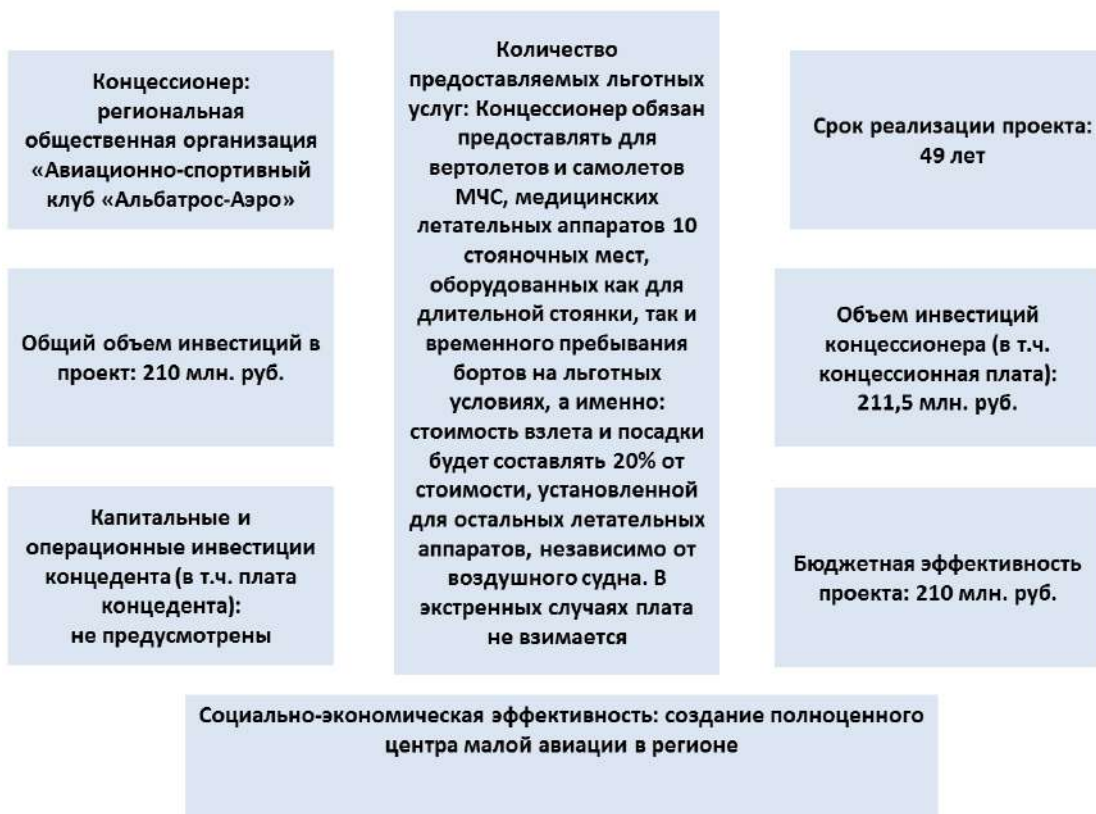 Концессионер:
региональная
общественная организация
«Авиационно-спортивный
клуб «Альбатрос-Аэро»
Общий объем инвестиций в
проект: 210 млн. руб.
Капитальные и
операционные инвестиции
концедента (в т.ч. плата
концедента):
не предусмотрены
Количество
предоставляемых льготных
услуг: Концессионер обязан
предоставлять для
вертолетов и самолетов
МЧС, медицинских
летательных аппаратов 10
стояночных мест,
оборудованных как для
длительной стоянки, так и
временного пребывания
бортов на льготных
условиях, а именно:
стоимость взлета и посадки
будет составлять 20% от
стоимости, установленной
для остальных летательных
аппаратов, независимо от
воздушного судна. В
экстренных случаях плата
не взимается
Срок реализации проекта:
49 лет
Объем инвестиций
концессионера (в т.ч.
концессионная плата):
211,5 млн. руб.
Бюджетная эффективность
проекта: 210 млн. руб.
Социально-экономическая эффективность: создание полноценного
центра малой авиации в регионе